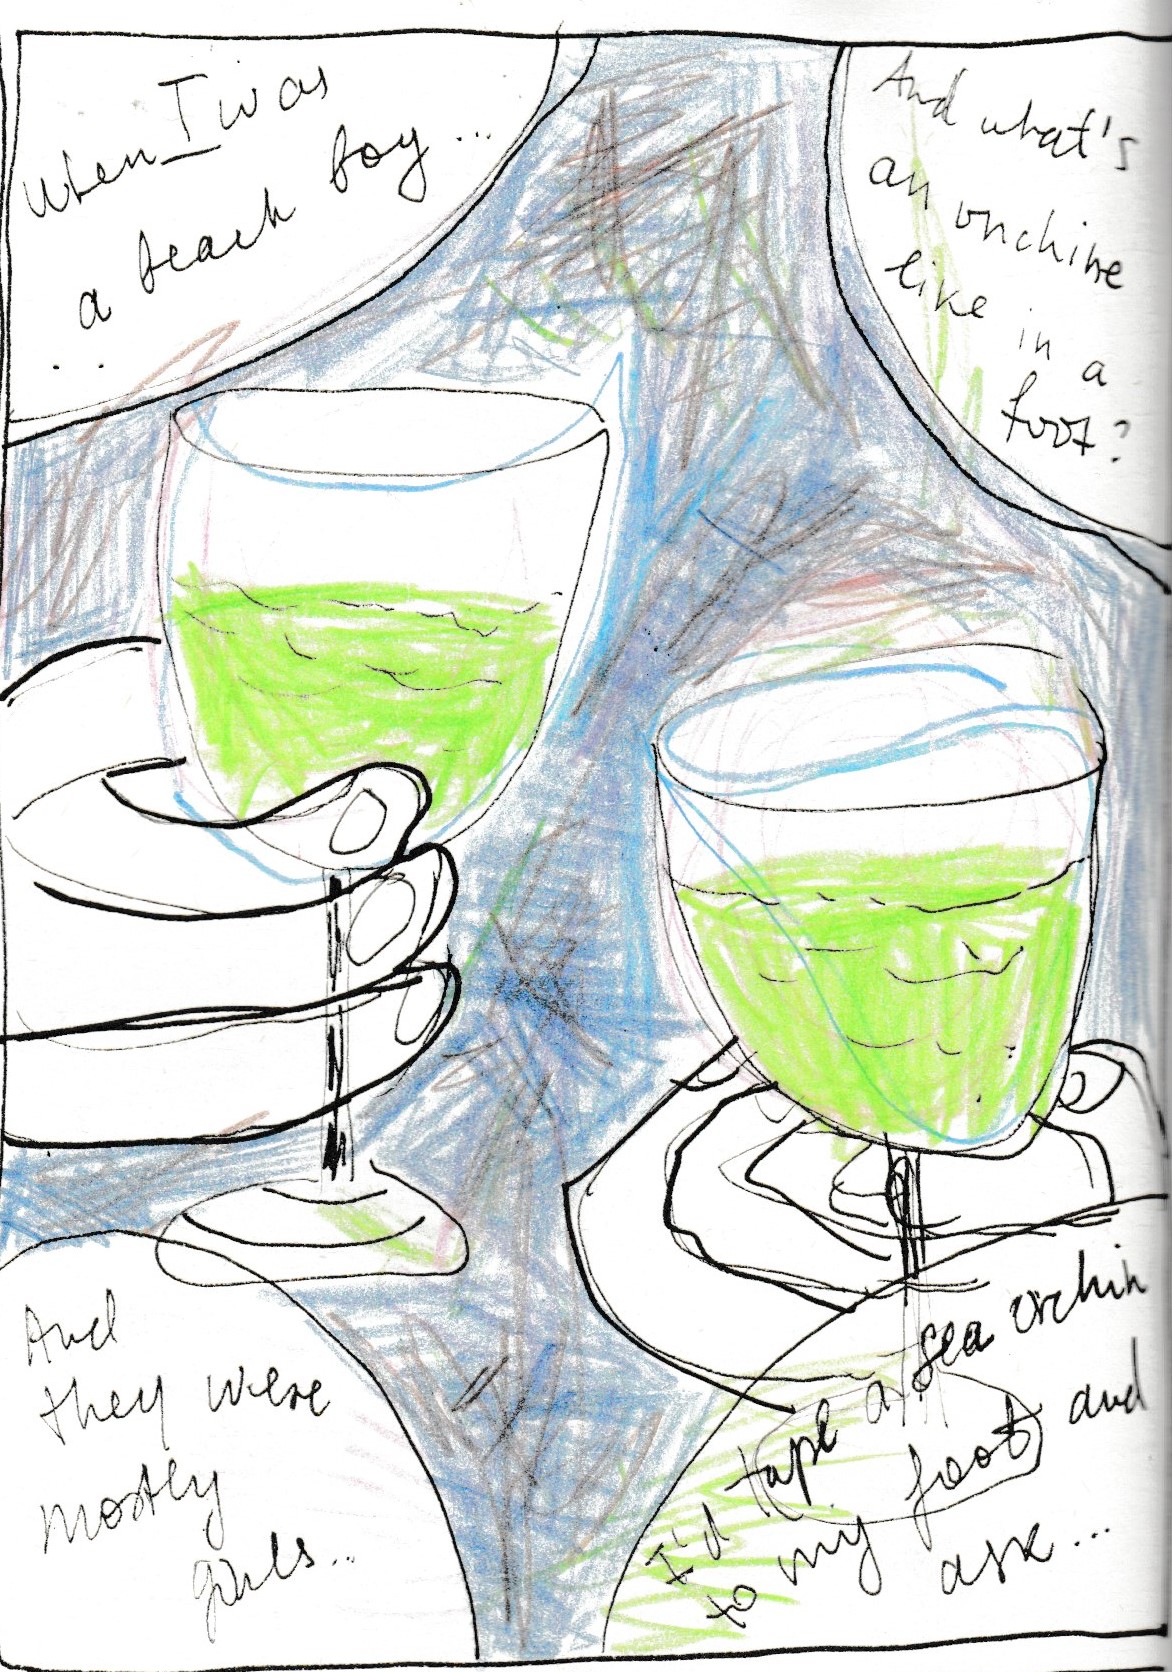 When I was
a beach boy...
...
And what's
an urchine
like in a
foot?
And
they were
mostly
girls...
I'd tape a sea urchin
to my foot and
ask...